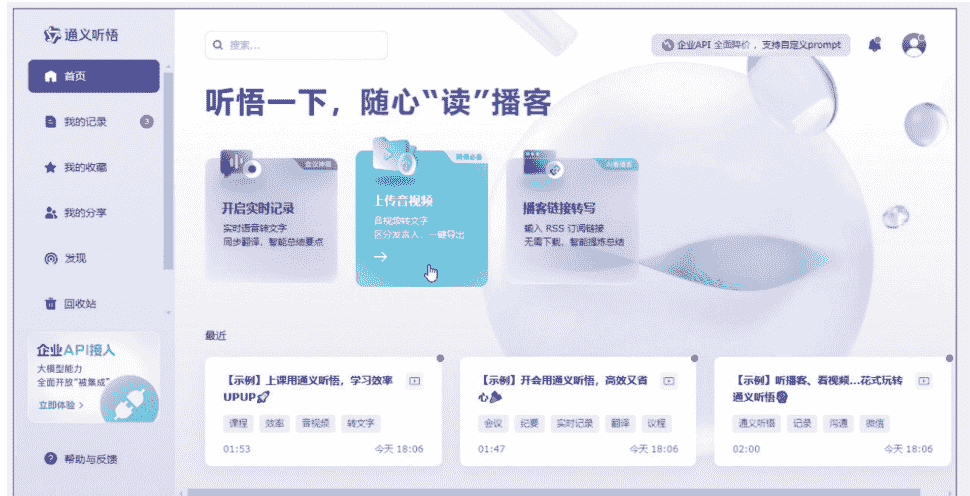 通义听悟
首页
我的记录
3
我的收藏
我的分享
发现
回收站
企业API接入
大模型能力
全面开放“被集成”
立即体验 >
帮助与反馈
搜索...
企业API 全面降价，支持自定义prompt
听悟一下，随心“读”播客
开启实时记录
实时语音转文字
同步翻译、智能总结要点
上传音视频
音视频转文字
区分发言人、一键导出
→
播客链接转写
输入 RSS 订阅链接
无需下载、智能提炼总结
最近
【示例】上课用通义听悟，学习效率
UPUP🚀
课程 效率 音视频 转文字
01:53 今天 18:06
【示例】开会用通义听悟，高效又省
心
会议 纪要 实时记录 翻译 议程
01:47 今天 18:06
【示例】听播客、看视频...花式玩转
通义听悟
通义听悟 记录 沟通 微信
02:00 今天 18:06